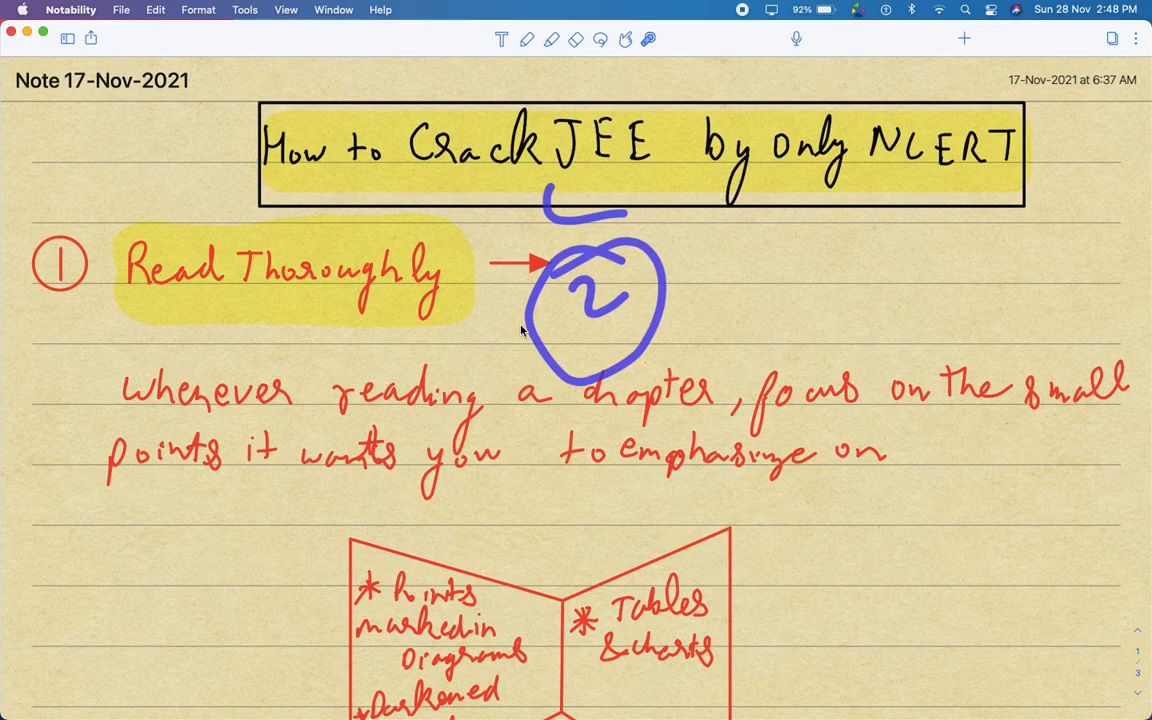 Notability File Edit Format Tools View Window Help 92% Sun 28 Nov 2:48 PM
Note 17-Nov-2021
17-Nov-2021 at 6:37 AM
How to Crack JEE by only NCERT
1 Read Thoroughly → 2
Whenever reading a chapter, focus on the small
points it wants you to emphasize on
* Points
marked in
Diagrams
* Darkened
* Tables
& charts
1
/
3